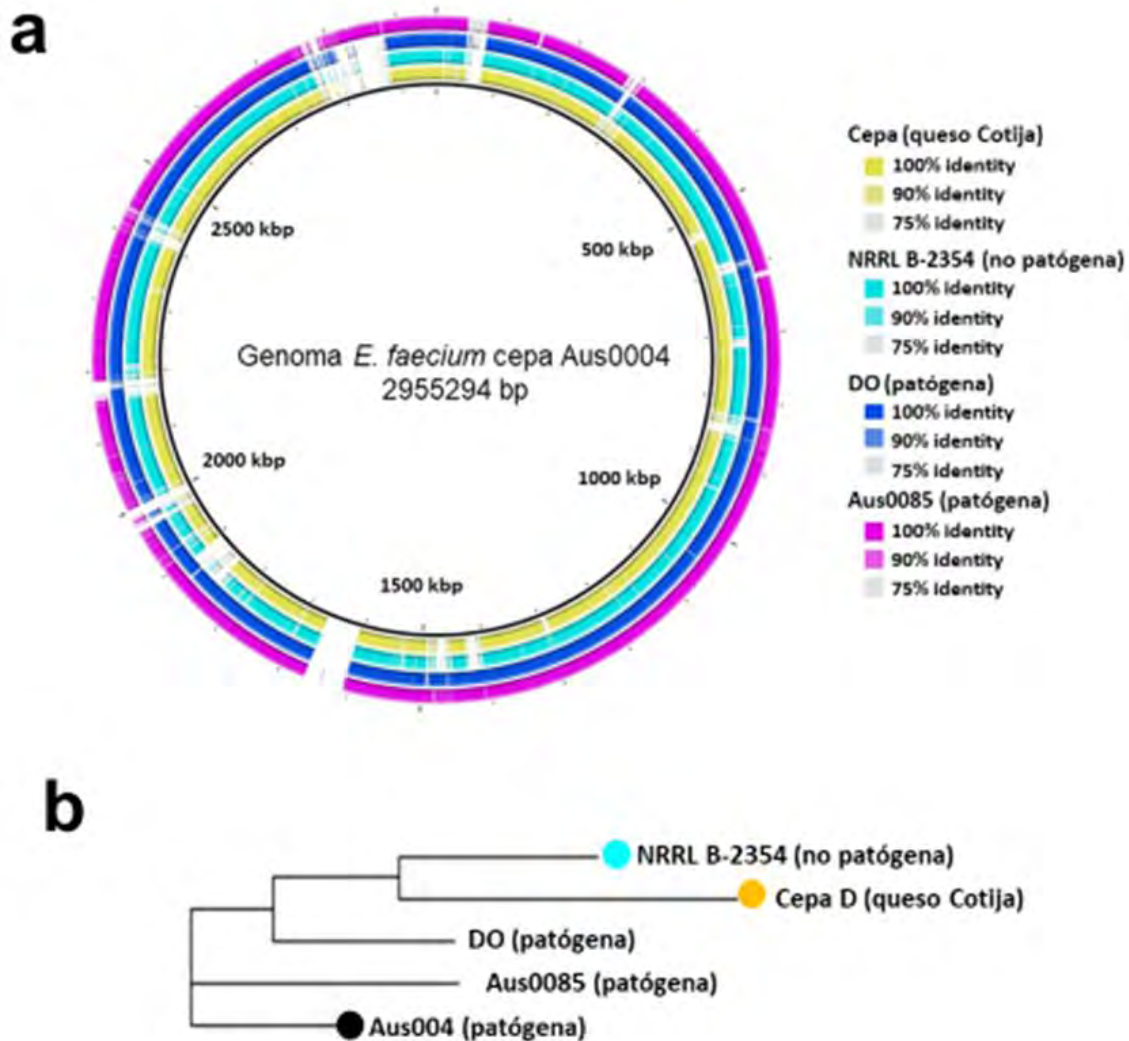 a
Cepa (queso Cotija)
100% identity
90% identity
75% identity
NRRL B-2354 (no patógena)
100% identity
90% identity
75% identity
DO (patógena)
100% identity
90% identity
75% identity
Aus0085 (patógena)
100% identity
90% identity
75% identity
2500 kbp
500 kbp
Genoma E. faecium cepa Aus0004
2955294 bp
2000 kbp
1000 kbp
1500 kbp
b
NRRL B-2354 (no patógena)
Cepa D (queso Cotija)
DO (patógena)
Aus0085 (patógena)
Aus004 (patógena)